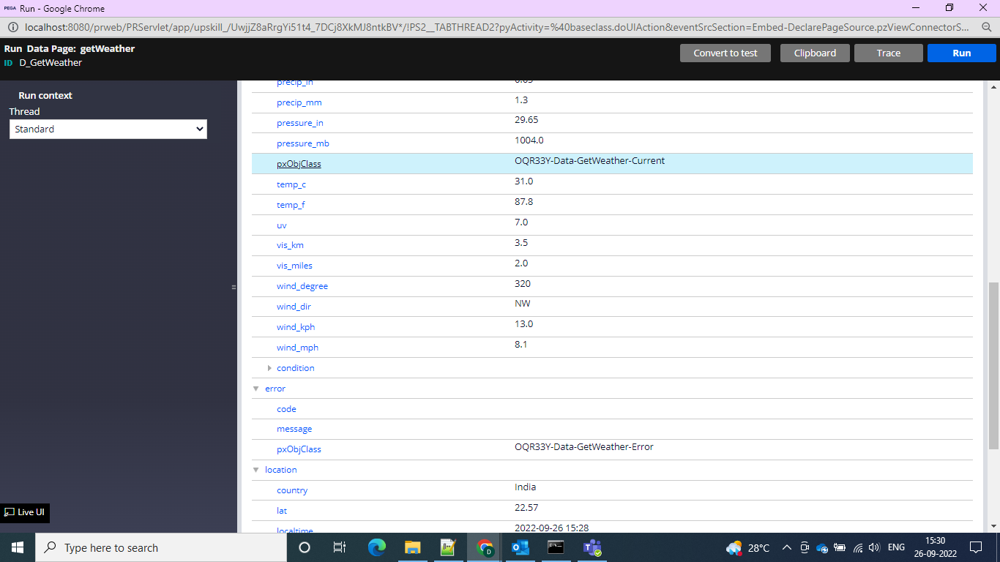 PEGA Run - Google Chrome
localhost:8080/prweb/PRServlet/app/upskill_/UwjjZ8aRrgYi51t4_7DCj8XkMJ8ntkBV*/!PS2__TABTHREAD2?pyActivity=%40baseclass.doUIAction&eventSrcSection=Embed-DeclarePageSource.pzViewConnectorS...
Run Data Page: getWeather
ID D_GetWeather
Convert to test Clipboard Trace Run
Run context
Thread
Standard
precip_in
precip_mm 1.3
pressure_in 29.65
pressure_mb 1004.0
pxObjClass OQR33Y-Data-GetWeather-Current
temp_c 31.0
temp_f 87.8
uv 7.0
vis_km 3.5
vis_miles 2.0
wind_degree 320
wind_dir NW
wind_kph 13.0
wind_mph 8.1
condition
error
code
message
pxObjClass OQR33Y-Data-GetWeather-Error
location
country India
lat 22.57
localtime 2022-09-26 15:28
Live UI
Type here to search
28°C
ENG
15:30
26-09-2022